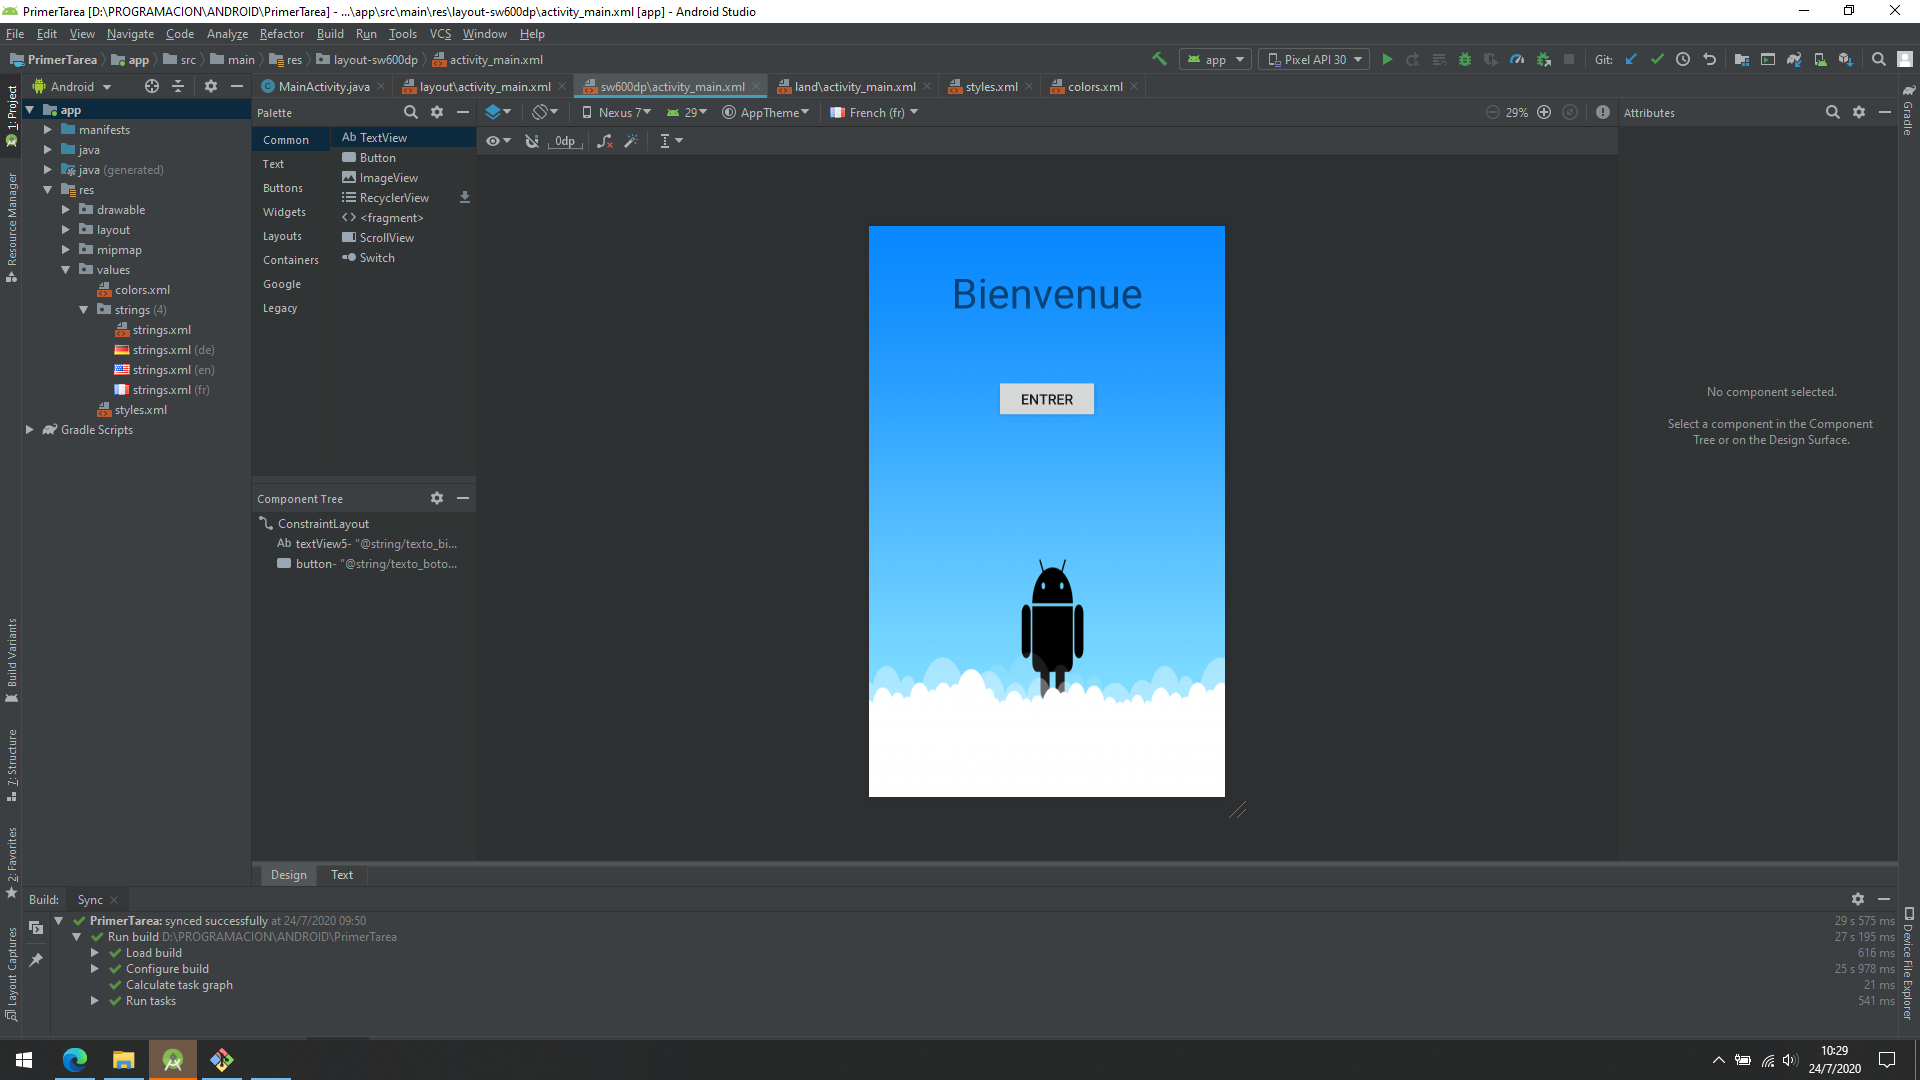 PrimerTarea [D:\PROGRAMACION\ANDROID\PrimerTarea] - ...\app\src\main\res\layout-sw600dp\activity_main.xml [app] - Android Studio
File Edit View Navigate Code Analyze Refactor Build Run Tools VCS Window Help
PrimerTarea app src main res layout-sw600dp activity_main.xml
app Pixel API 30 Git:
Android
MainActivity.java layout\activity_main.xml sw600dp\activity_main.xml land\activity_main.xml styles.xml colors.xml
1: Project
Resource Manager
Build Variants
7: Structure
2: Favorites
Layout Captures
app
manifests
java
java (generated)
res
drawable
layout
mipmap
values
colors.xml
strings (4)
strings.xml
strings.xml (de)
strings.xml (en)
strings.xml (fr)
styles.xml
Gradle Scripts
Palette
Common
Text
Buttons
Widgets
Layouts
Containers
Google
Legacy
Ab TextView
Button
ImageView
RecyclerView
<fragment>
ScrollView
Switch
Component Tree
ConstraintLayout
Ab textView5- "@string/texto_bi...
button- "@string/texto_boto...
Nexus 7 29 AppTheme French (fr) 29%
0dp
Bienvenue
ENTRER
Attributes
No component selected.
Select a component in the Component
Tree or on the Design Surface.
Gradle
Device File Explorer
Design Text
Build: Sync
PrimerTarea: synced successfully at 24/7/2020 09:50 29 s 575 ms
Run build D:\PROGRAMACION\ANDROID\PrimerTarea 27 s 195 ms
Load build 616 ms
Configure build 25 s 978 ms
Calculate task graph 21 ms
Run tasks 541 ms
10:29
24/7/2020